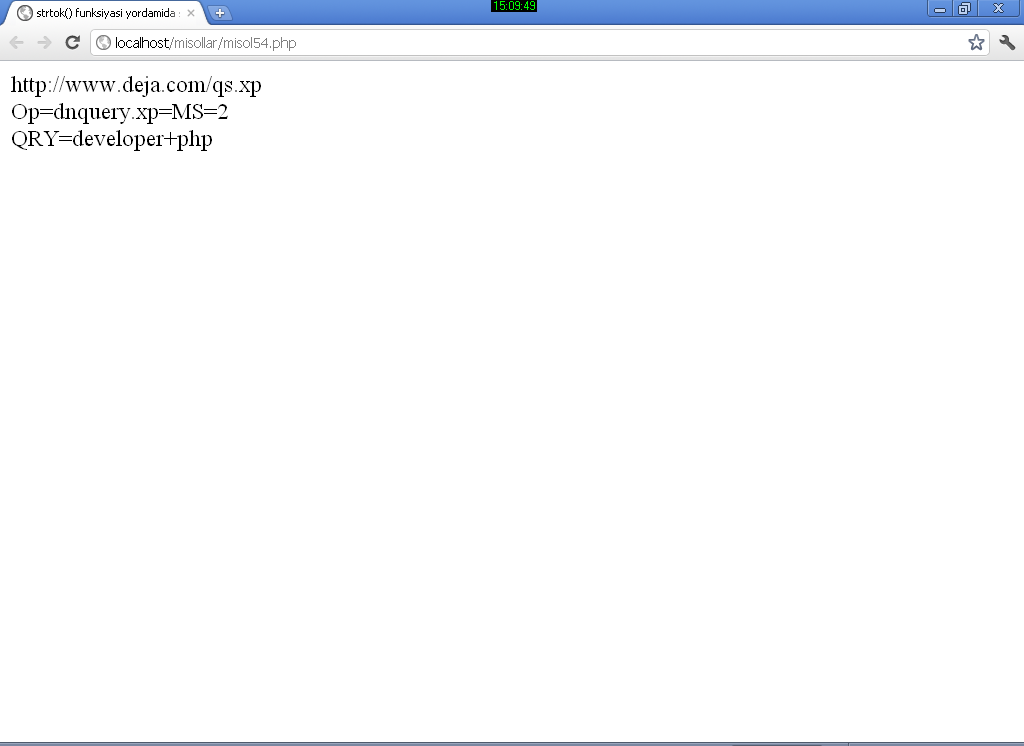 15:09:49
strtok() funksiyasi yordamida
localhost/misollar/misol54.php
http://www.deja.com/qs.xp
Op=dnquery.xp=MS=2
QRY=developer+php